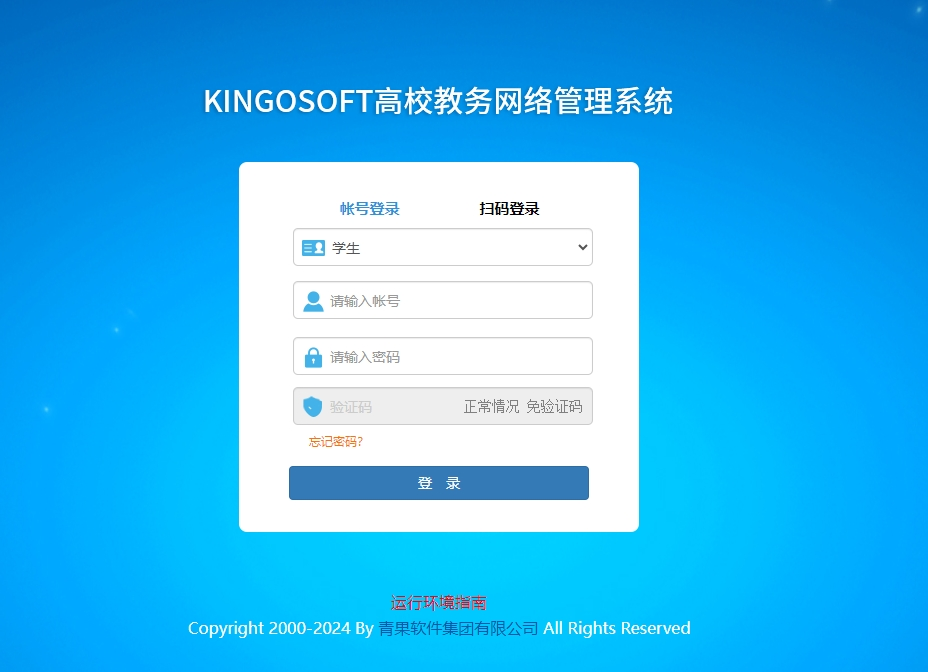 KINGOSOFT高校教务网络管理系统
帐号登录 扫码登录
学生
请输入帐号
请输入密码
验证码 正常情况 免验证码
忘记密码?
登 录
运行环境指南
Copyright 2000-2024 By 青果软件集团有限公司 All Rights Reserved